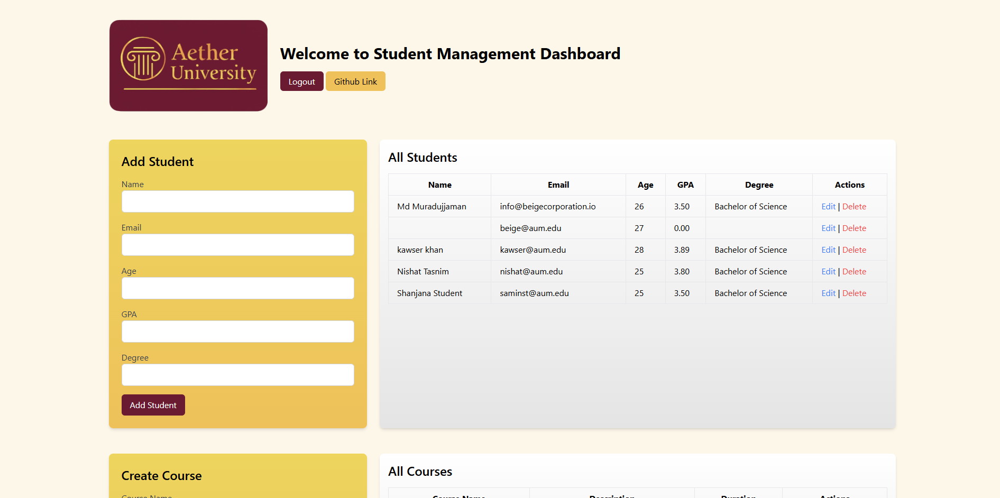 Aether
University
Welcome to Student Management Dashboard
Logout Github Link
Add Student
Name
Email
Age
GPA
Degree
Add Student
All Students
Name Email Age GPA Degree Actions
Md Muradujjaman info@beigecorporation.io 26 3.50 Bachelor of Science Edit | Delete
beige@aum.edu 27 0.00 Edit | Delete
kawser khan kawser@aum.edu 28 3.89 Bachelor of Science Edit | Delete
Nishat Tasnim nishat@aum.edu 25 3.80 Bachelor of Science Edit | Delete
Shanjana Student saminst@aum.edu 25 3.50 Bachelor of Science Edit | Delete
Create Course
Course Name
All Courses
Course Name Description Duration Actions